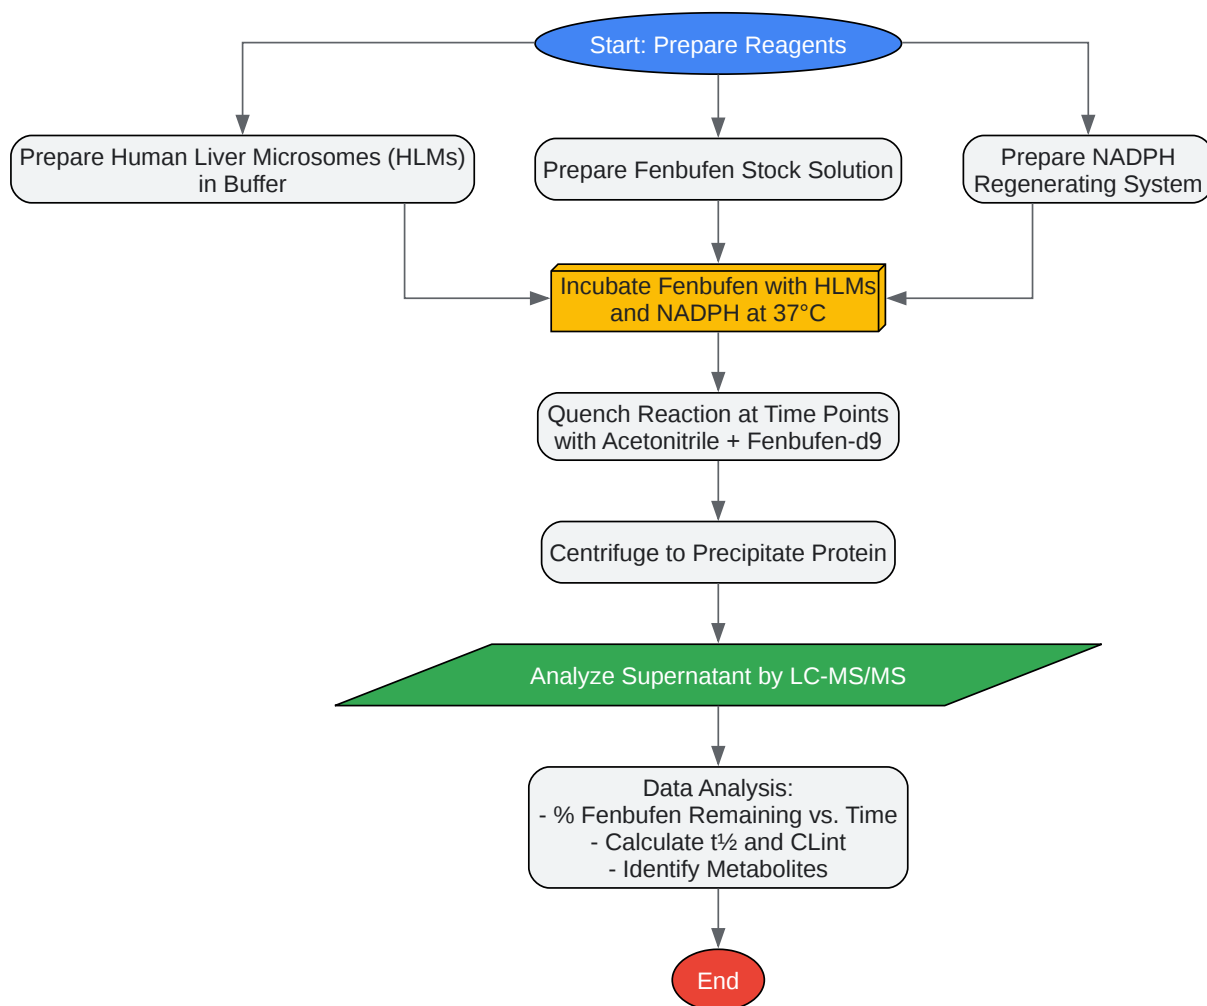 Start: Prepare Reagents
Prepare Human Liver Microsomes (HLMs)
in Buffer
Prepare Fenbufen Stock Solution
Prepare NADPH
Regenerating System
Incubate Fenbufen with HLMs
and NADPH at 37°C
Quench Reaction at Time Points
with Acetonitrile + Fenbufen-d9
Centrifuge to Precipitate Protein
Analyze Supernatant by LC-MS/MS
Data Analysis:
- % Fenbufen Remaining vs. Time
- Calculate t½ and CLint
- Identify Metabolites
End